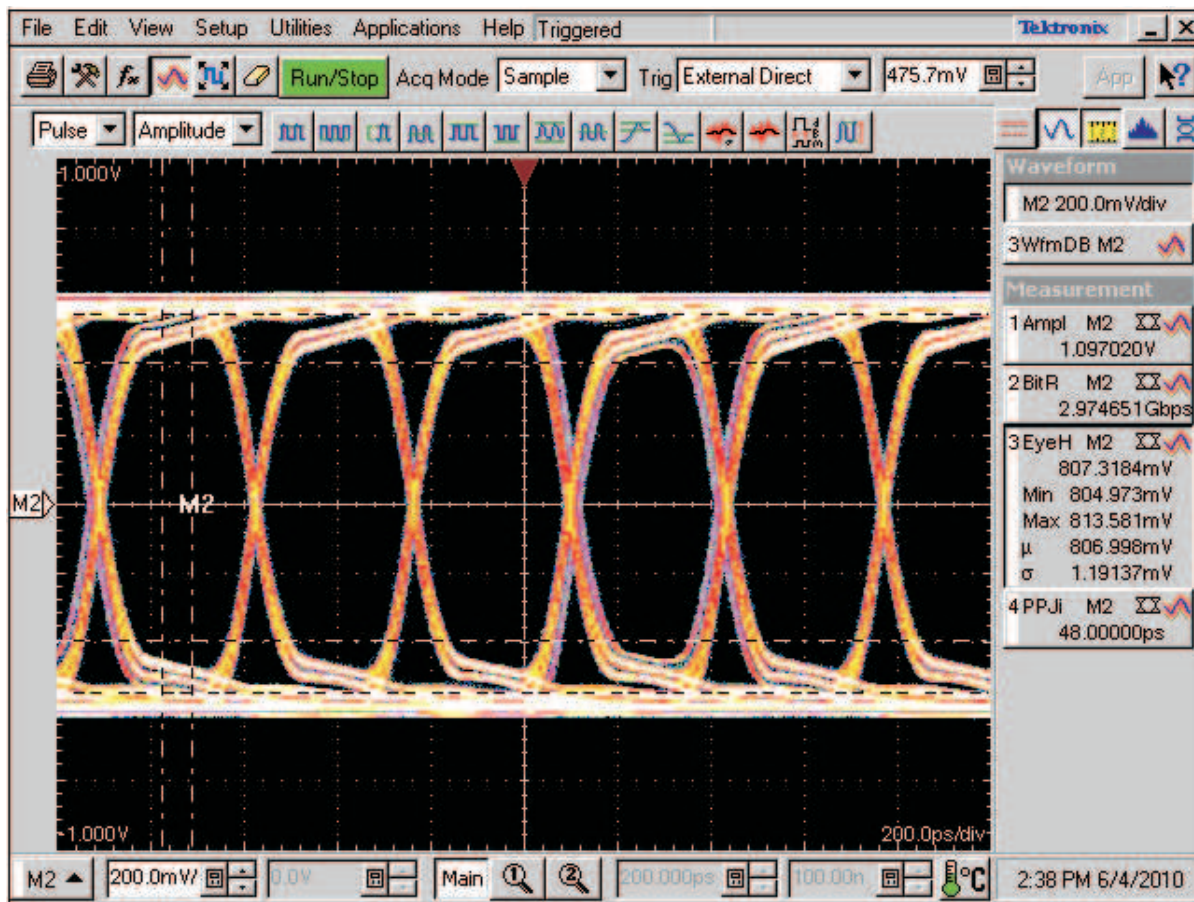 File Edit View Setup Utilities Applications Help Triggered Tektronix
Run/Stop Acq Mode Sample Trig External Direct 475.7mV App
Pulse Amplitude
Waveform
M2 200.0mV/div
3WfmDB M2
Measurement
1 Ampl M2
1.097020V
2 BitR M2
2.974651Gbps
3 EyeH M2
807.3184mV
Min 804.973mV
Max 813.581mV
µ 806.998mV
σ 1.19137mV
4 PPJi M2
48.00000ps
1.000V
M2
M2
-1.000V
200.0ps/div
M2 200.0mV 0.0V Main 1 2 200.000ps 100.00n °C 2:38 PM 6/4/2010